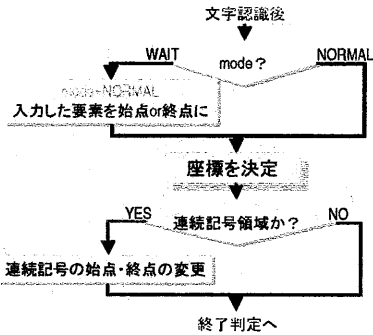 文字認識後
WAIT
mode？
NORMAL
mode=NORMAL
入力した要素を始点or終点に
座標を決定
YES
連続記号領域か？
NO
連続記号の始点・終点の変更
終了判定へ